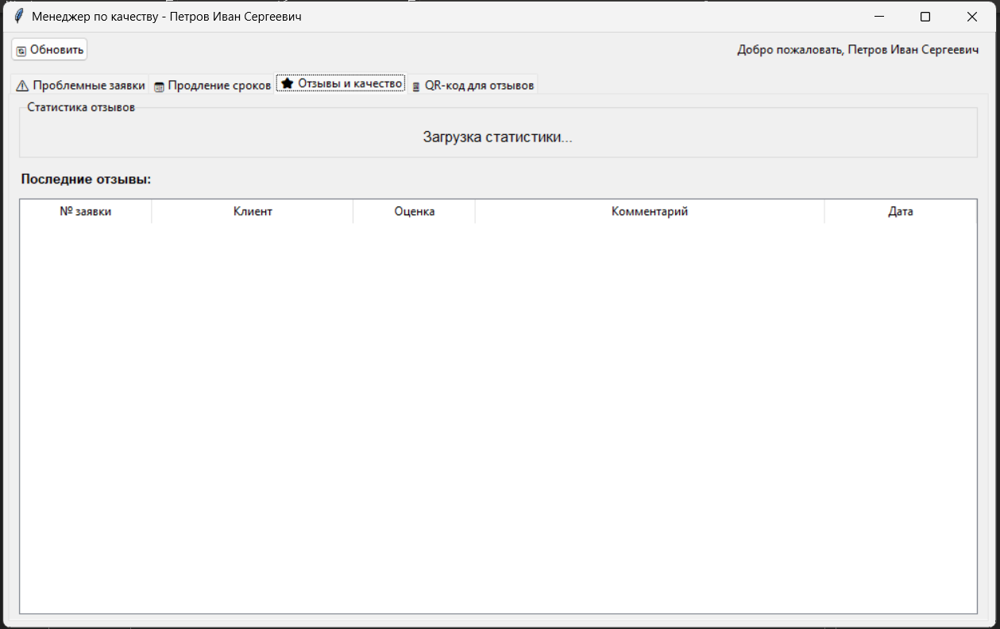 Менеджер по качеству - Петров Иван Сергеевич
Обновить
Добро пожаловать, Петров Иван Сергеевич
Проблемные заявки
Продление сроков
Отзывы и качество
QR-код для отзывов
Статистика отзывов
Загрузка статистики...
Последние отзывы:
№ заявки
Клиент
Оценка
Комментарий
Дата